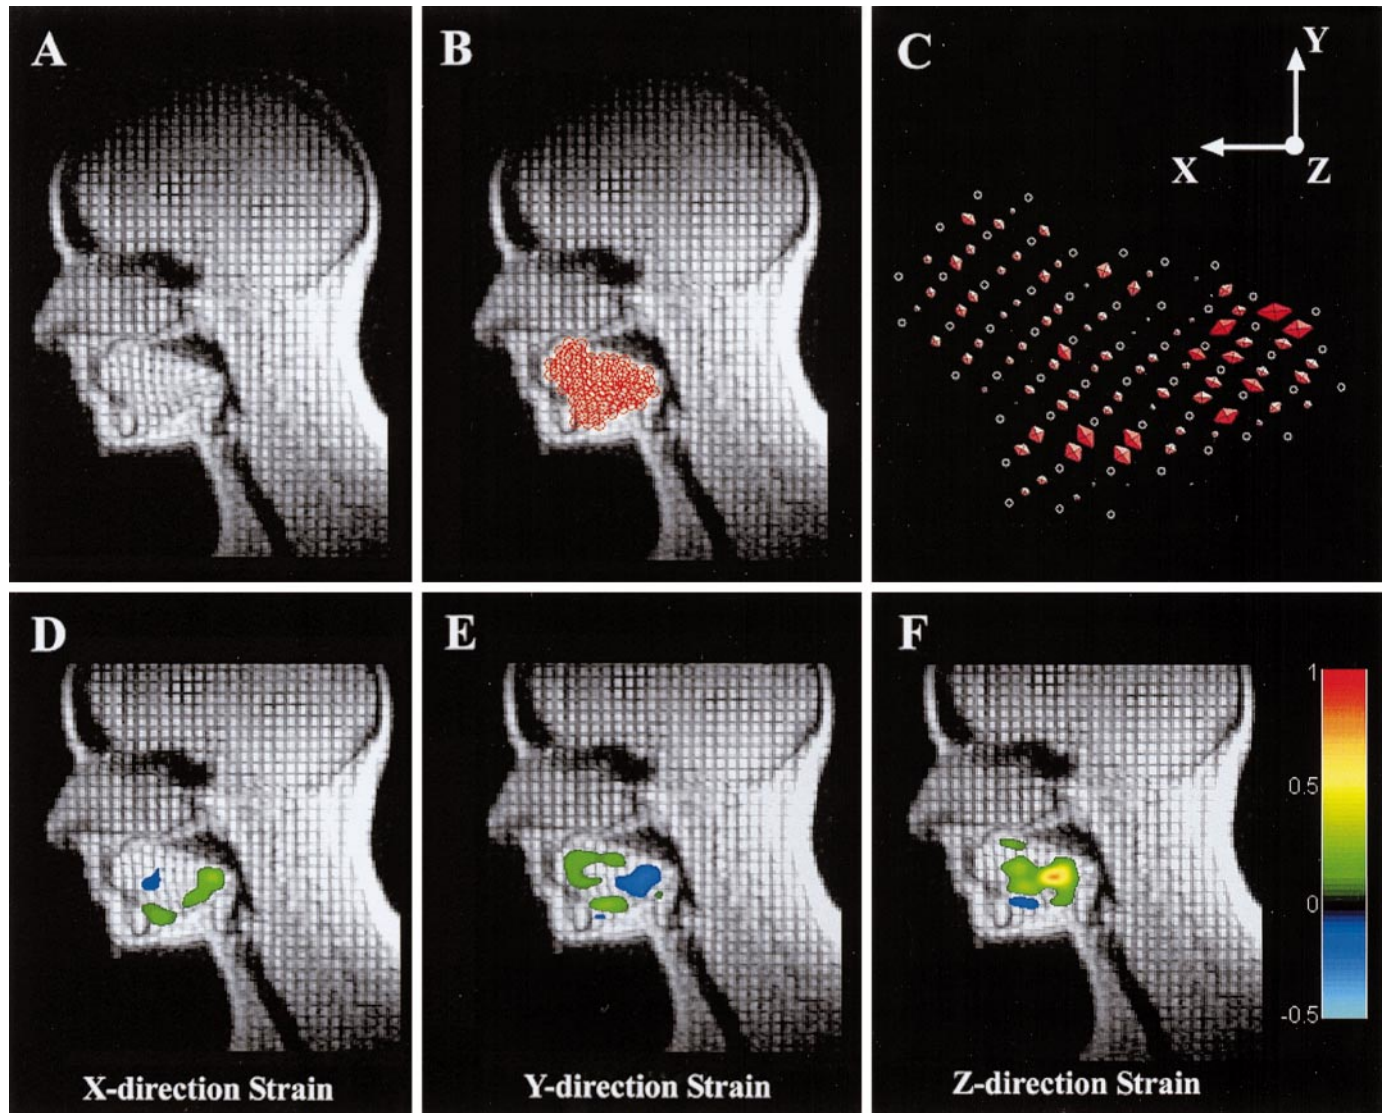 A
B
C
Y
X
Z
D
E
F
1
0.5
0
-0.5
X-direction Strain
Y-direction Strain
Z-direction Strain